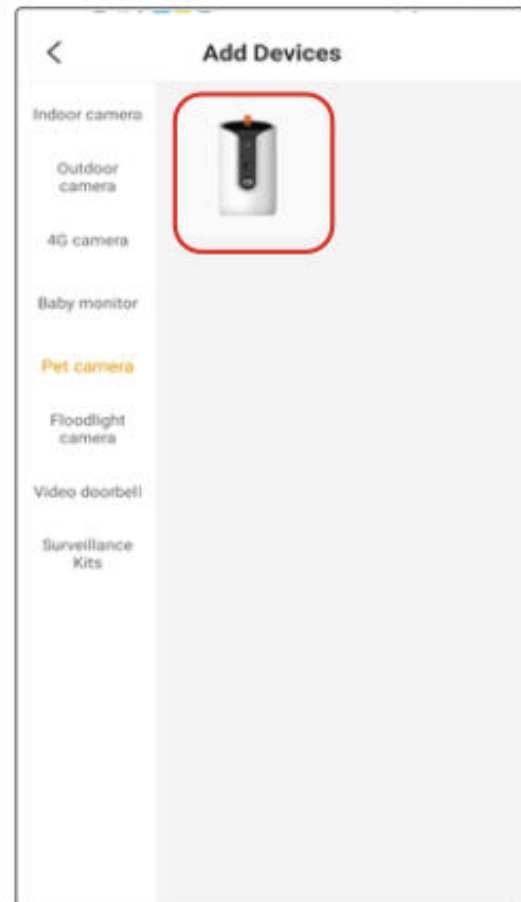 Add Devices
Indoor camera
Outdoor
camera
4G camera
Baby monitor
Pet camera
Floodlight
camera
Video doorbell
Surveillance
Kits